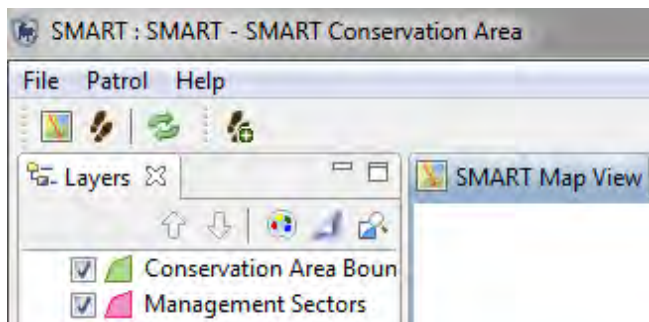 SMART : SMART - SMART Conservation Area
File Patrol Help
Layers
SMART Map View
Conservation Area Boun
Management Sectors